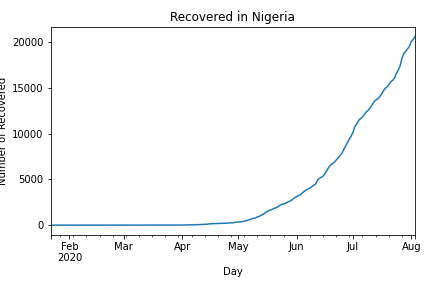 Recovered in Nigeria
Number of Recovered
20000
15000
10000
5000
0
Feb Mar Apr May Jun Jul Aug
2020
Day